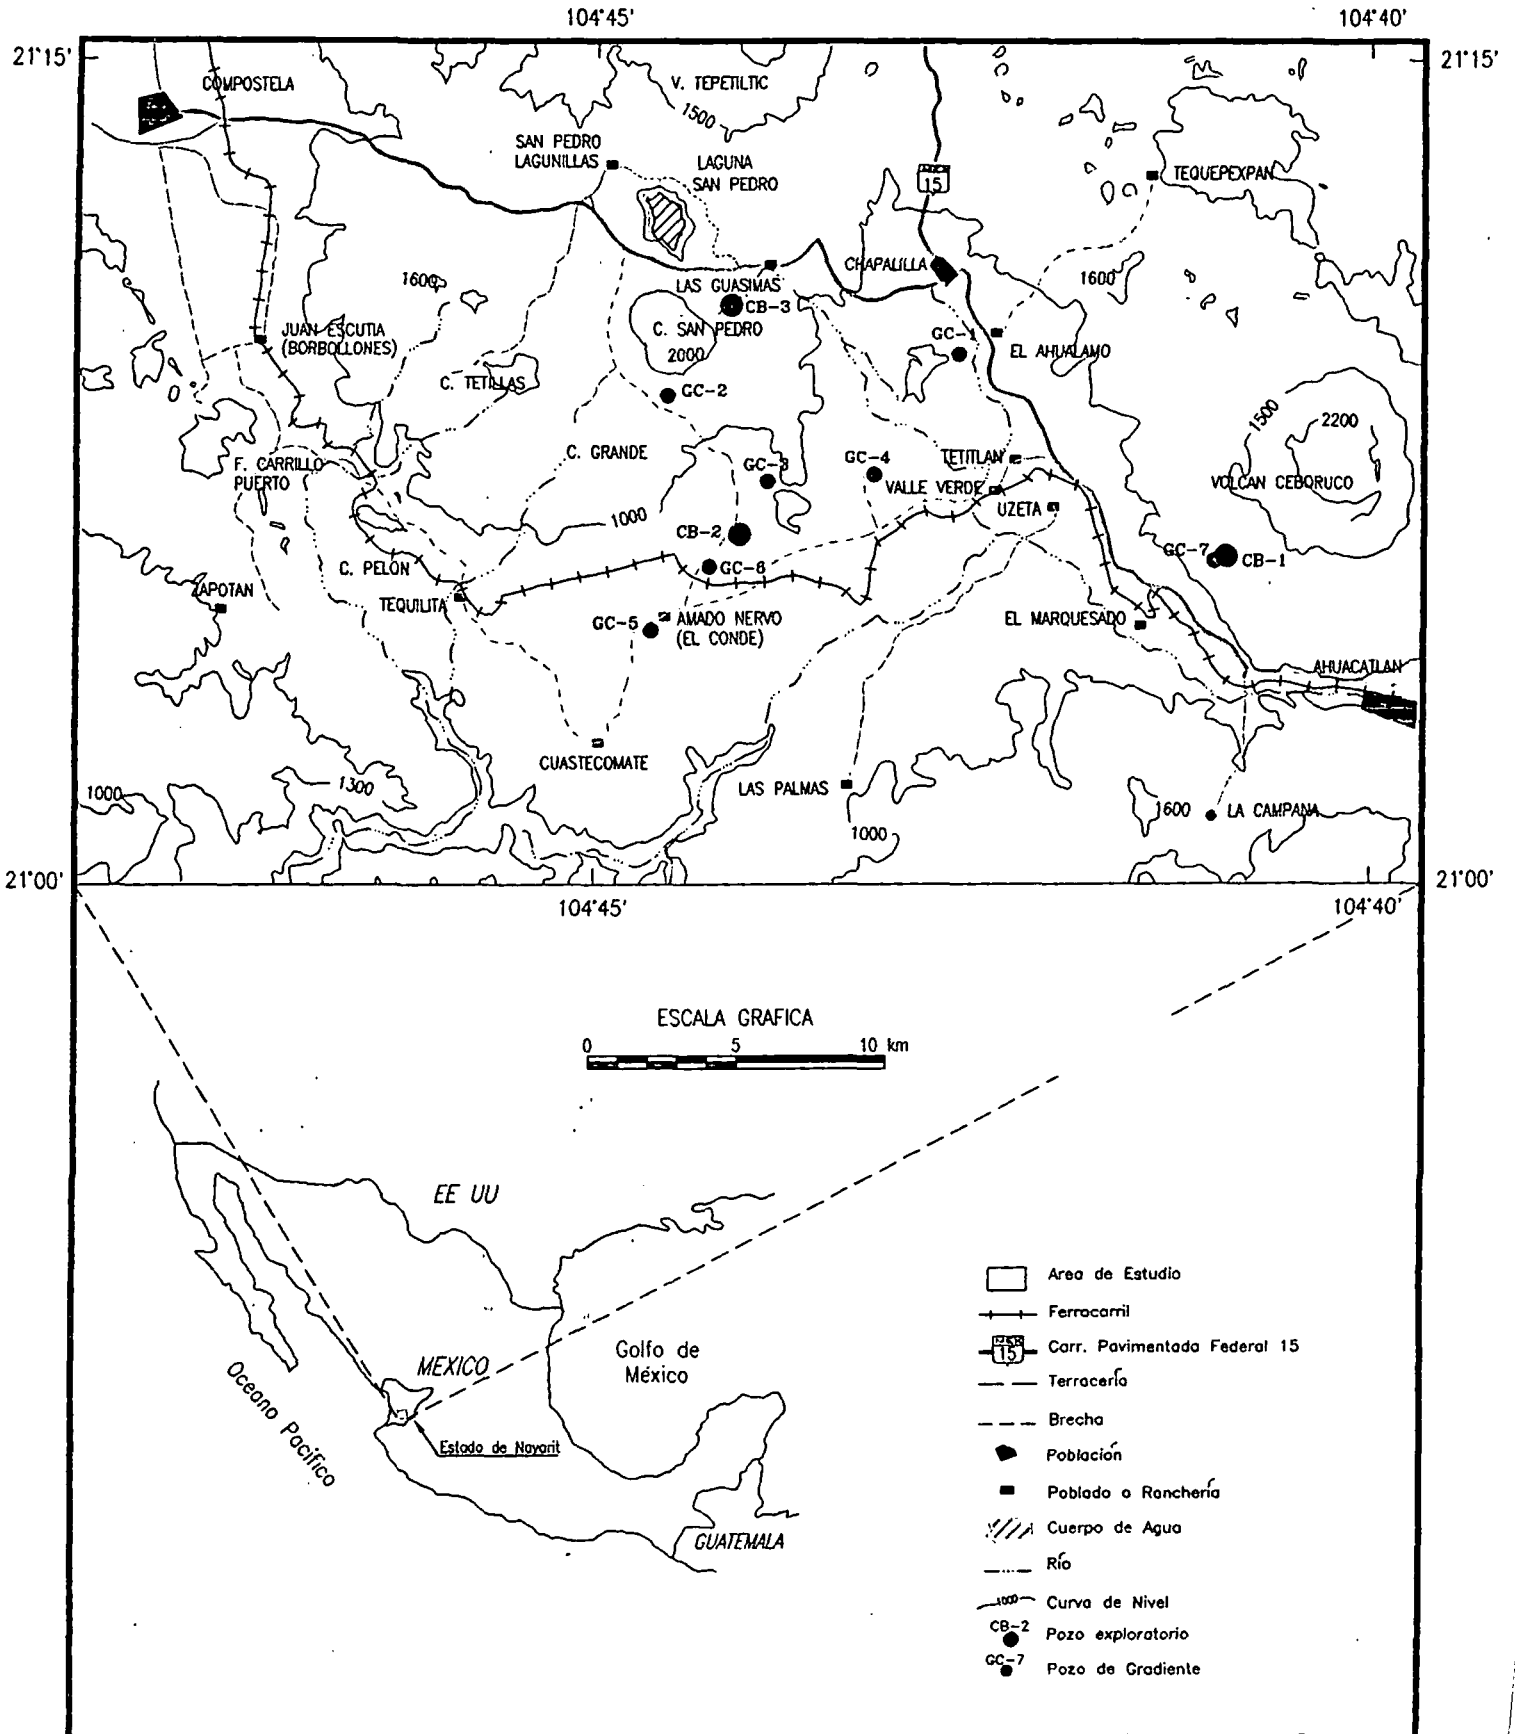 104°45'
104°40'
21°15'
21°15'
COMPOSTELA
V. TEPETILTIC
1500
SAN PEDRO
LAGUNILLAS
LAGUNA
SAN PEDRO
15
TEQUEPEXPAN
CHAPALILLA
1600
1600
LAS GUASIMAS
CB-3
JUAN ESCUTIA
(BORBOLLONES)
C. SAN PEDRO
2000
GC-1
EL AHUALAMO
C. TETILLAS
GC-2
1500
2200
C. GRANDE
F. CARRILLO
PUERTO
GC-3
GC-4
TETITLAN
VALLE VERDE
VOLCAN CEBORUCO
UZETA
1000
CB-2
GC-7
CB-1
C. PELON
GC-6
ZAPOTAN
TEQUILITA
GC-5
AMADO NERVO
(EL CONDE)
EL MARQUESADO
AHUACATLAN
CUASTECOMATE
1300
1000
LAS PALMAS
1600
LA CAMPANA
1000
21°00'
21°00'
104°45'
104°40'
ESCALA GRAFICA
0 5 10 km
EE UU
MEXICO
Golfo de
México
Oceano Pacífico
Estado de Nayarit
GUATEMALA
Area de Estudio
Ferrocarril
15 Carr. Pavimentada Federal 15
Terracería
Brecha
Población
Poblado o Ranchería
Cuerpo de Agua
Río
1000 Curva de Nivel
CB-2 Pozo exploratorio
GC-7 Pozo de Gradiente